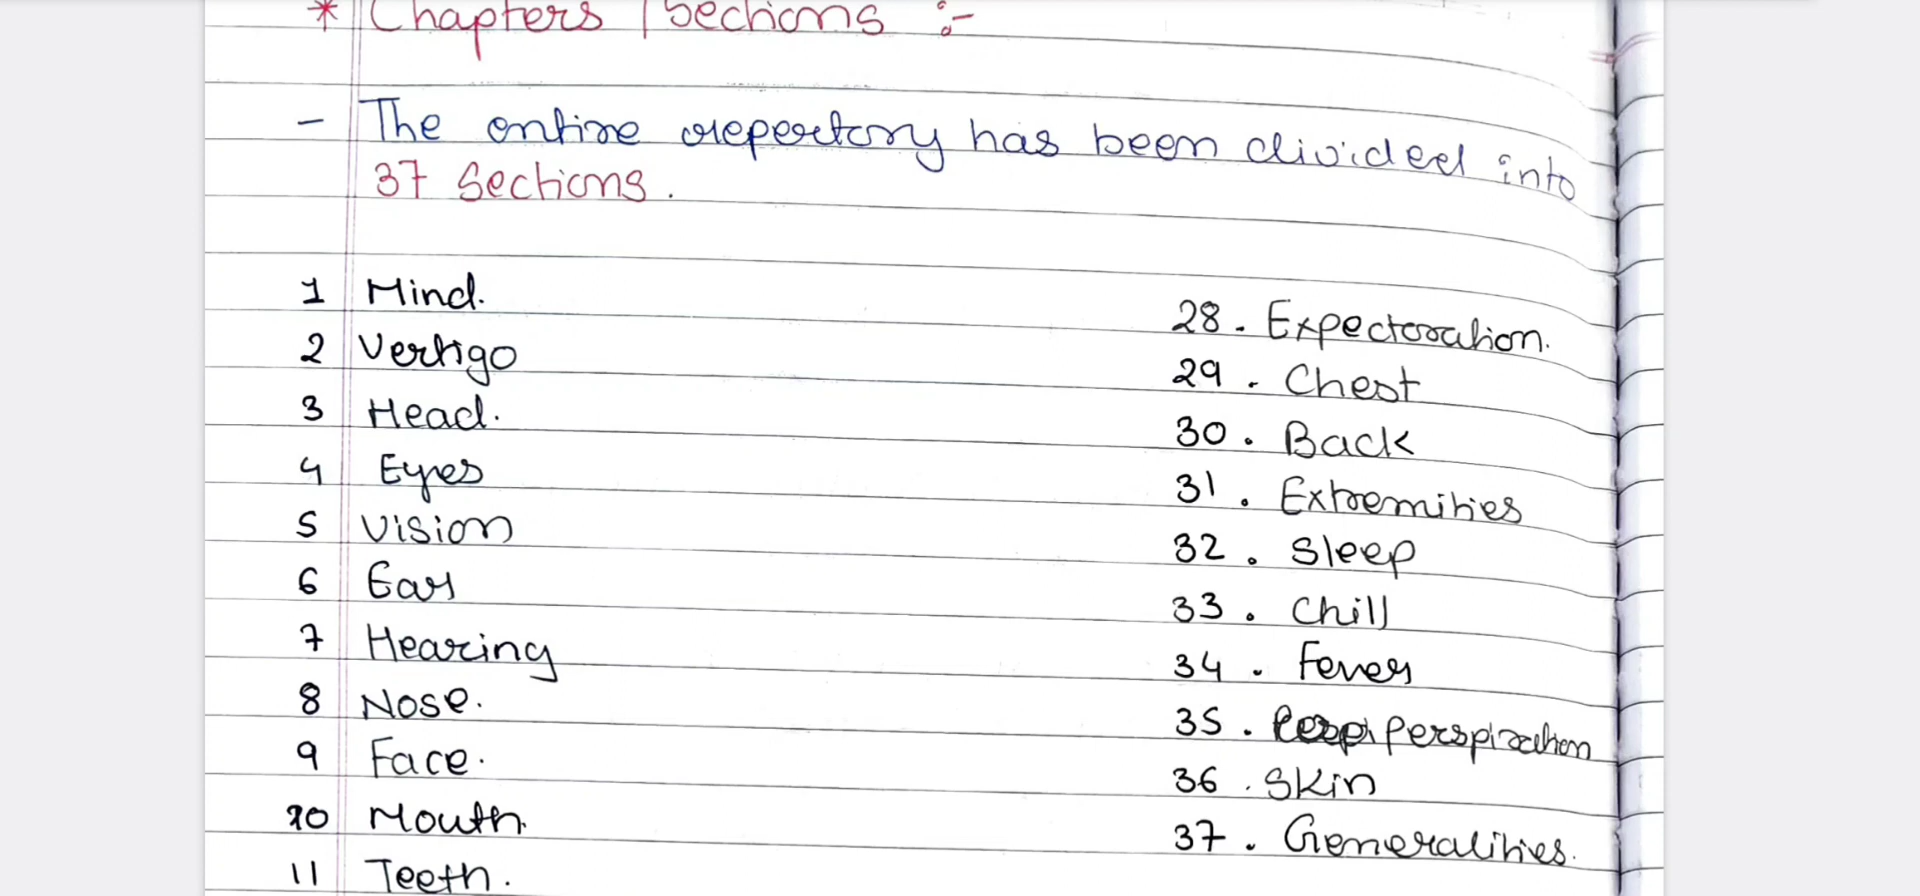 * Chapters / Sections :-
- The entire repertory has been divided into
37 Sections.
1 Mind.
2 Vertigo
3 Head.
4 Eyes
5 Vision
6 Ear
7 Hearing
8 Nose.
9 Face.
10 Mouth.
11 Teeth.
28. Expectoration.
29. Chest
30. Back
31. Extremities
32. Sleep
33. Chill
34. Fever
35. Perspiration
36. Skin
37. Generalities.